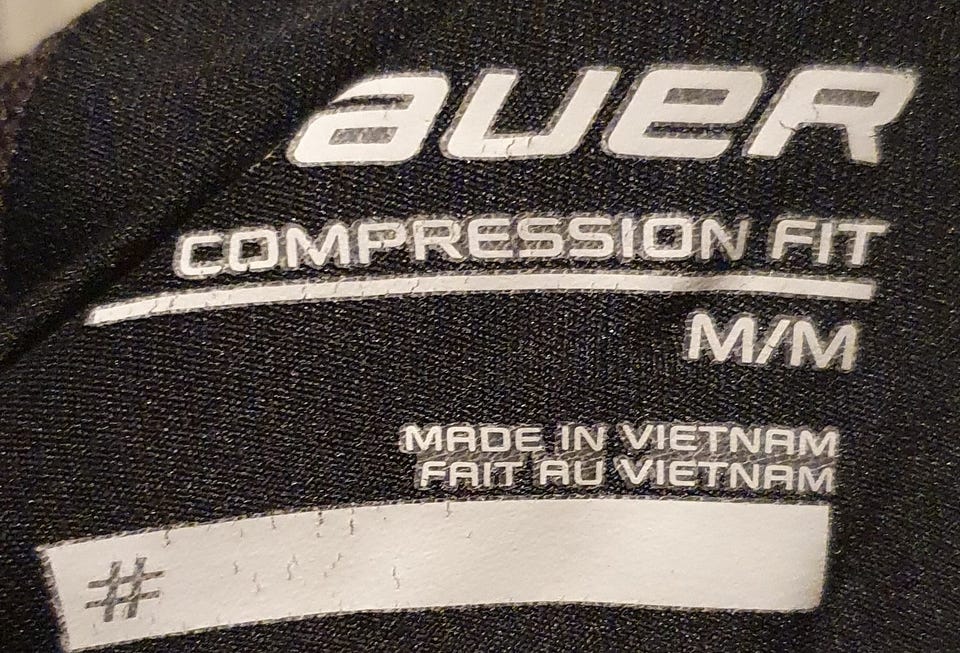 auer
COMPRESSION FIT
M/M
MADE IN VIETNAM
FAIT AU VIETNAM
#